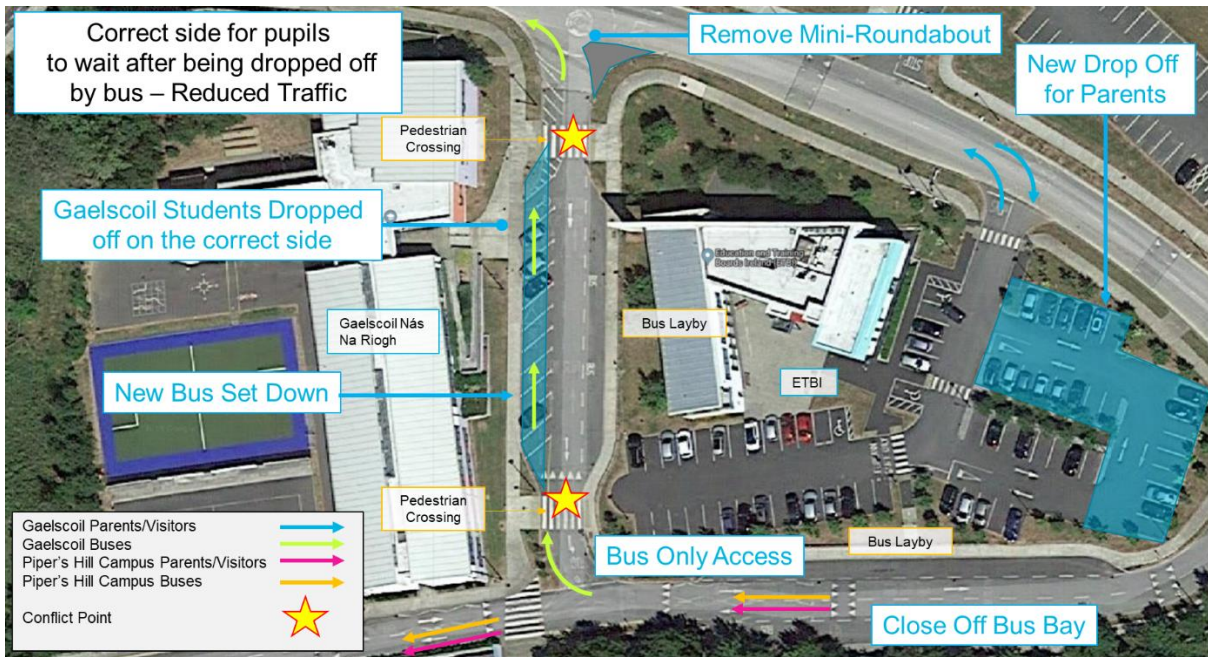 Correct side for pupils
to wait after being dropped off
by bus – Reduced Traffic
Remove Mini-Roundabout
New Drop Off
for Parents
Pedestrian
Crossing
Gaelscoil Students Dropped
off on the correct side
Education and Training
Boards Ireland (ETBI)
Gaelscoil Nás
Na Riogh
Bus Layby
ETBI
New Bus Set Down
Pedestrian
Crossing
Bus Only Access
Bus Layby
Close Off Bus Bay
Gaelscoil Parents/Visitors
Gaelscoil Buses
Piper's Hill Campus Parents/Visitors
Piper's Hill Campus Buses
Conflict Point